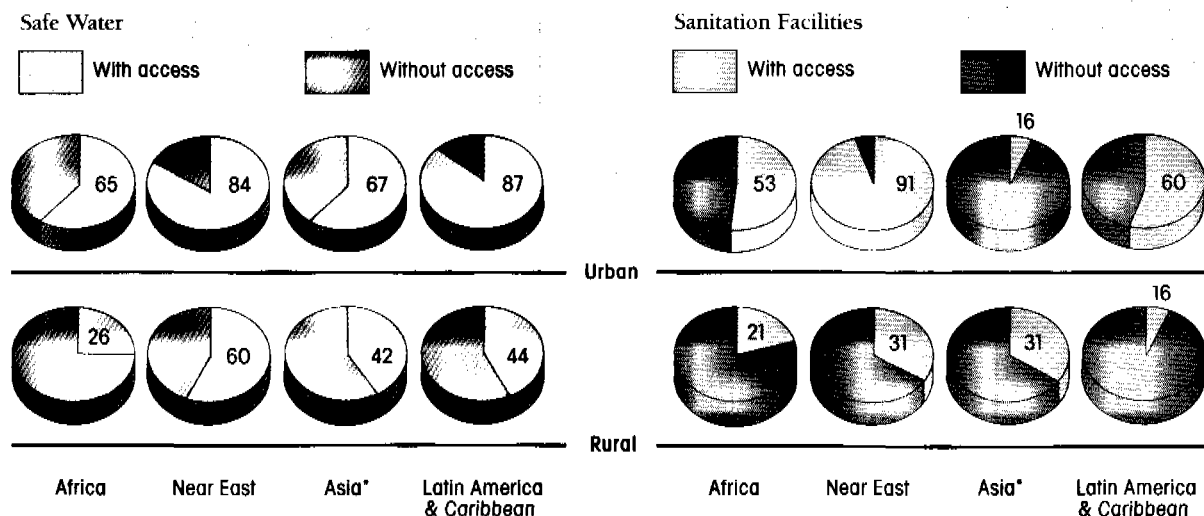 Safe Water
With access
Without access
Sanitation Facilities
With access
Without access
65
84
67
87
53
91
16
60
Urban
26
60
42
44
21
31
31
16
Rural
Africa
Near East
Asia*
Latin America
& Caribbean
Africa
Near East
Asia*
Latin America
& Caribbean